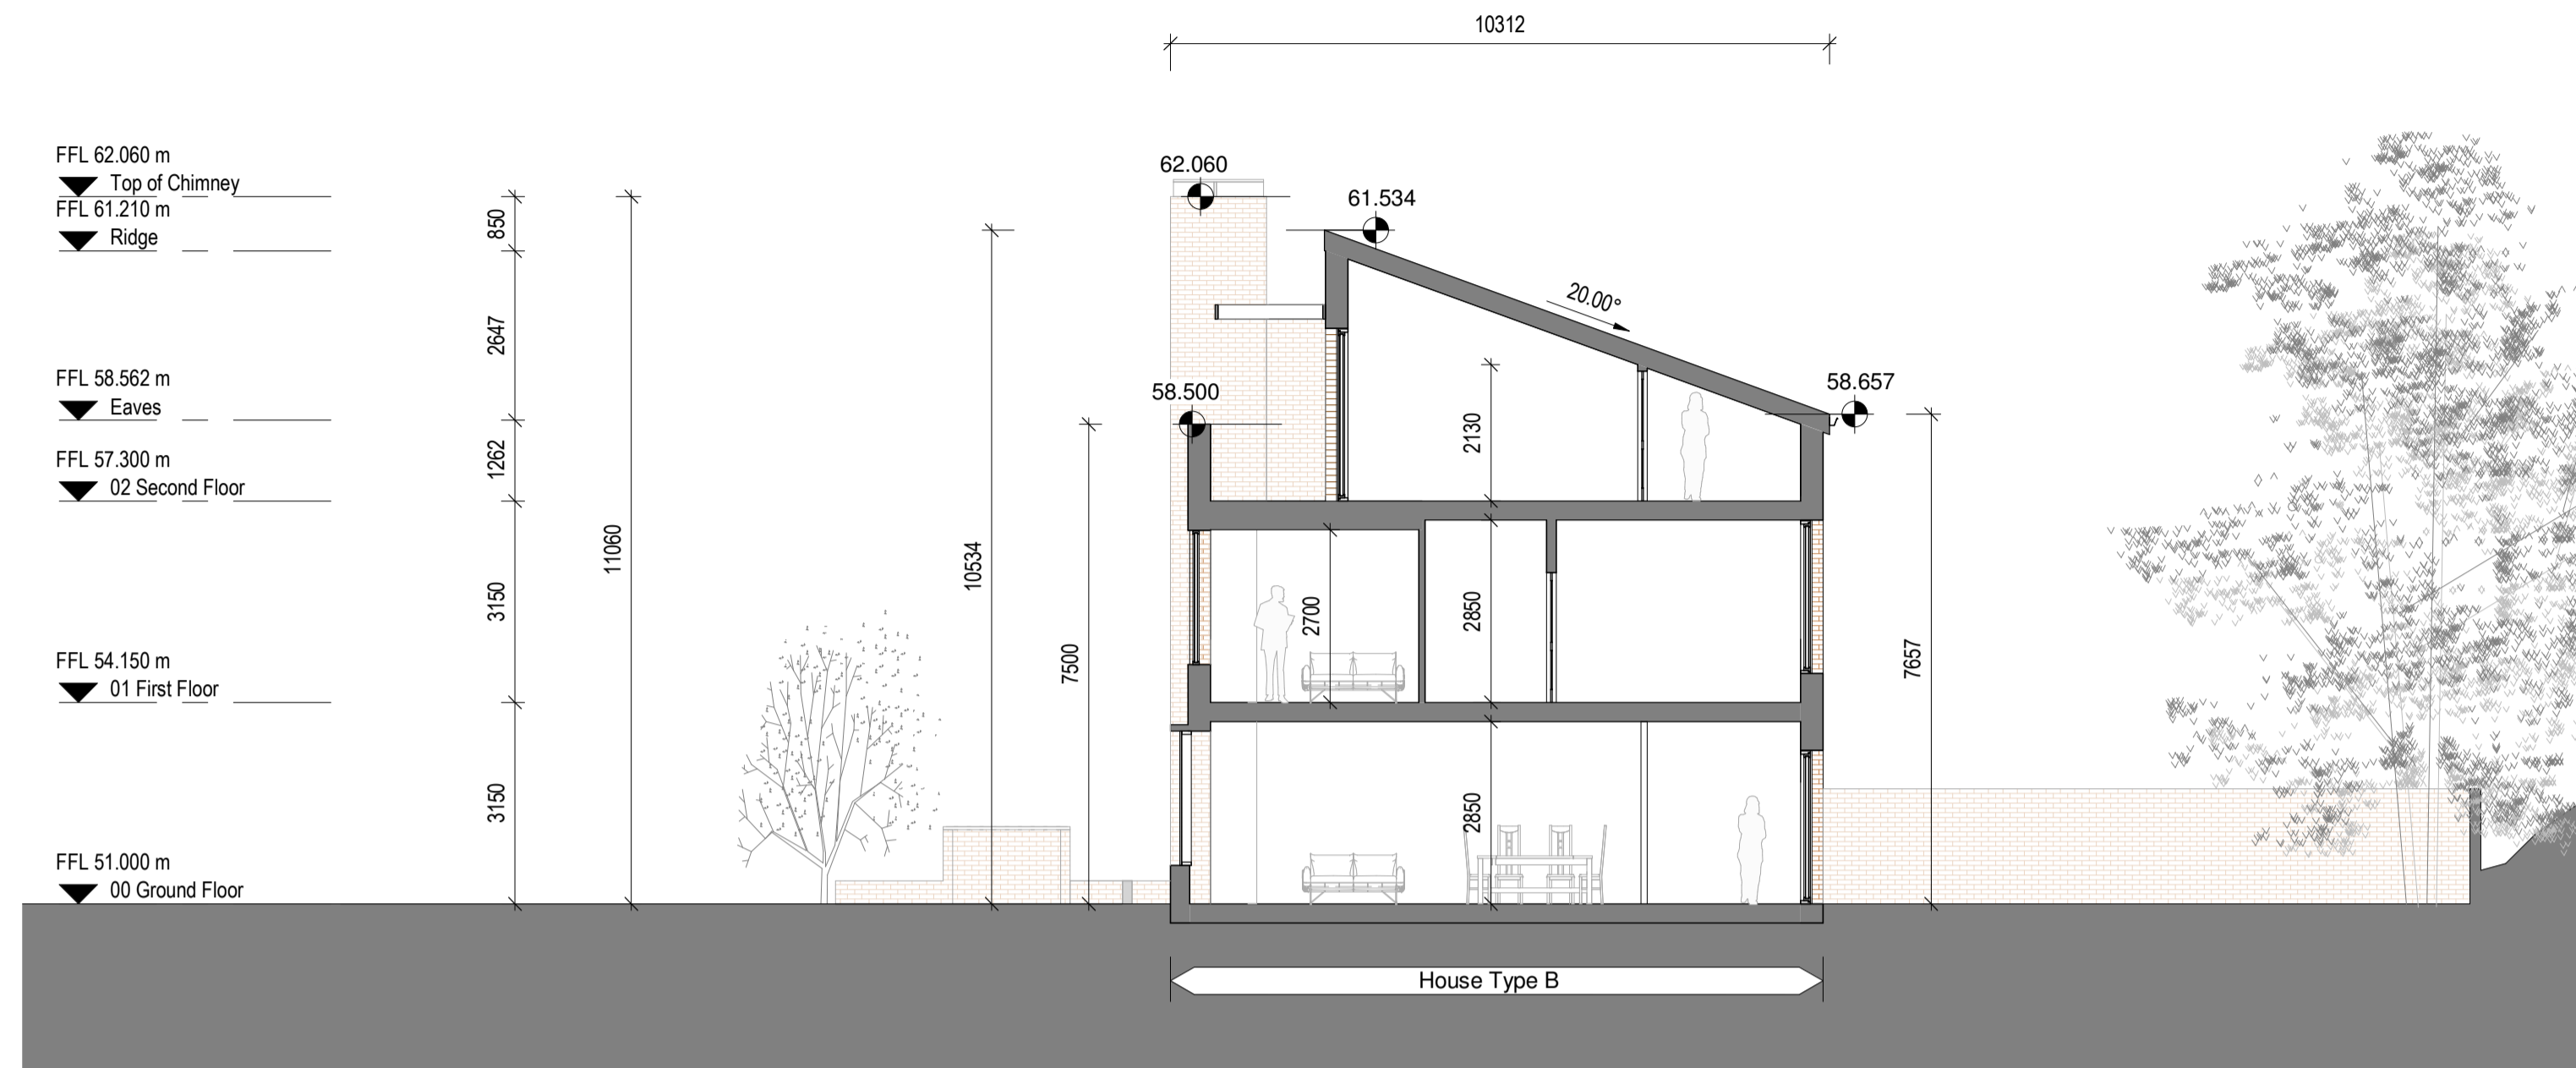 10312
FFL 62.060 m
Top of Chimney
FFL 61.210 m
Ridge
FFL 58.562 m
Eaves
FFL 57.300 m
02 Second Floor
FFL 54.150 m
01 First Floor
FFL 51.000 m
00 Ground Floor
850
2647
1262
3150
3150
11060
10534
7500
62.060
61.534
58.500
58.657
20.00°
2130
2700
2850
2850
7657
House Type B